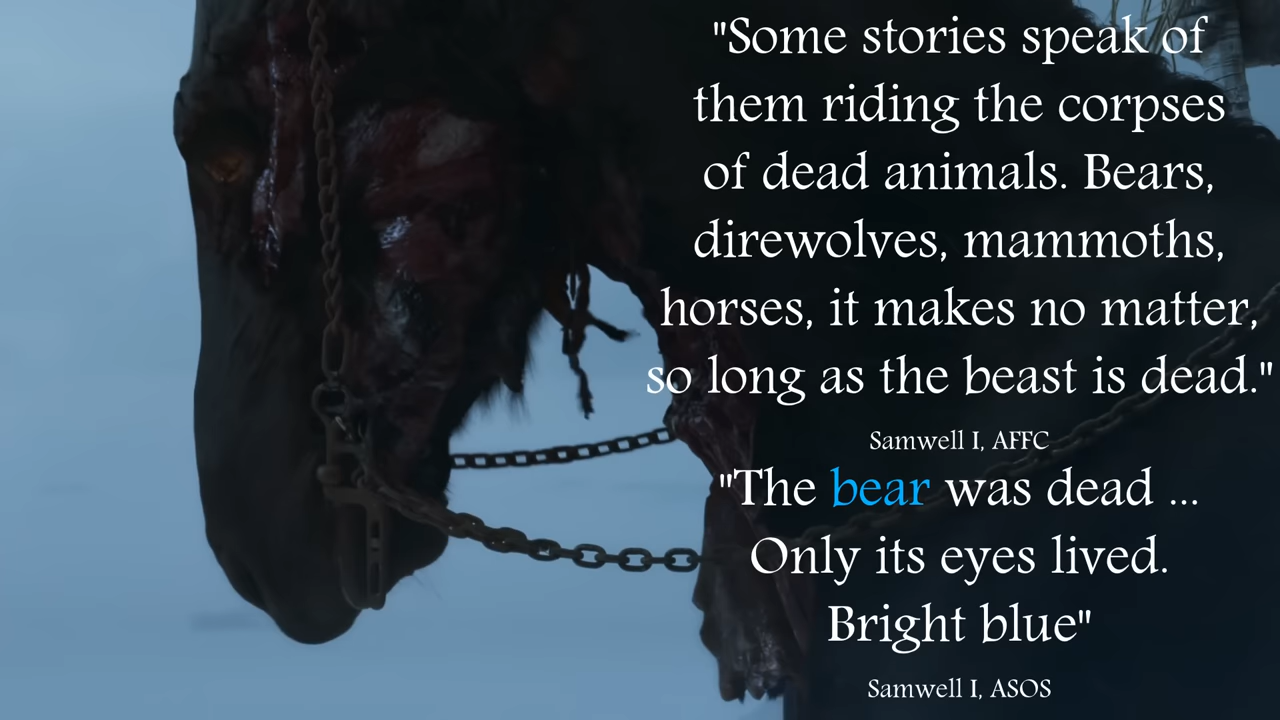 "Some stories speak of
them riding the corpses
of dead animals. Bears,
direwolves, mammoths,
horses, it makes no matter,
so long as the beast is dead."
Samwell I, AFFC
"The bear was dead ...
Only its eyes lived.
Bright blue"
Samwell I, ASOS